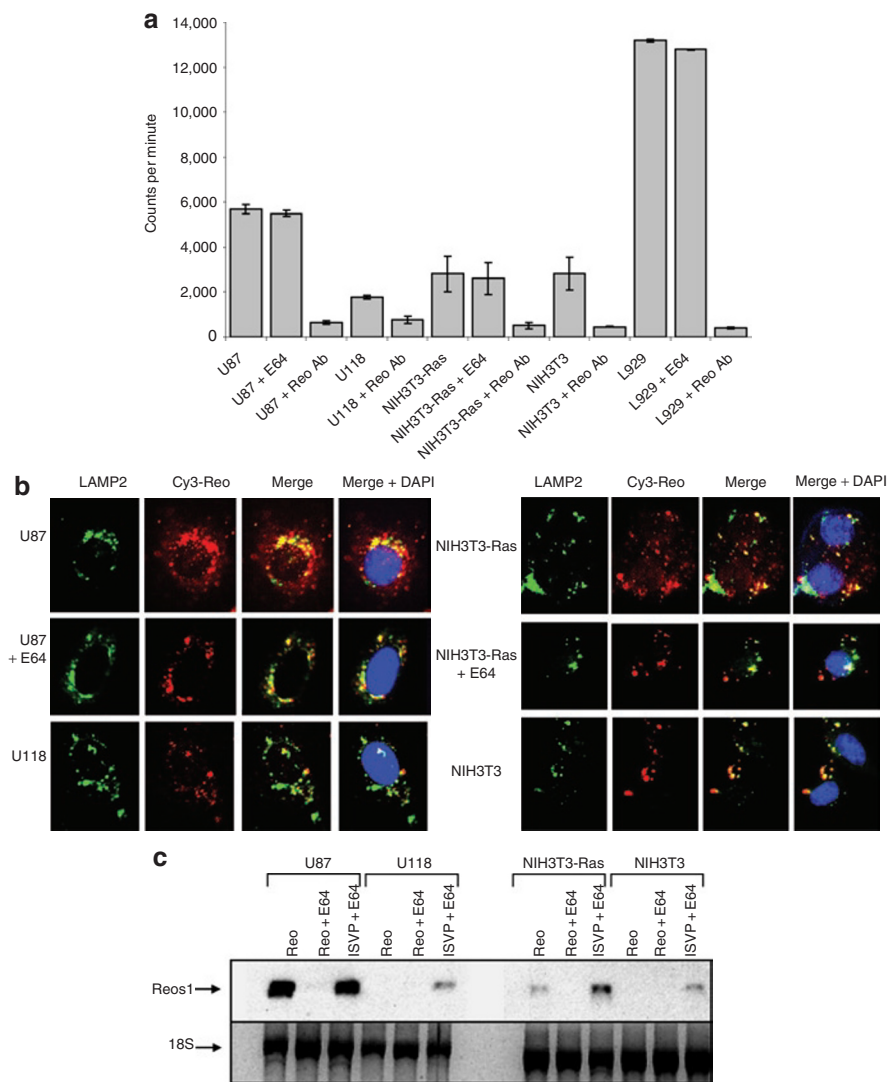 a
14,000
12,000
10,000
8,000
6,000
4,000
2,000
0
Counts per minute
U87
U87 + E64
U87 + Reo Ab
U118
U118 + Reo Ab
NIH3T3-Ras
NIH3T3-Ras + E64
NIH3T3-Ras + Reo Ab
NIH3T3
NIH3T3 + Reo Ab
L929
L929 + E64
L929 + Reo Ab
b
LAMP2 Cy3-Reo Merge Merge + DAPI
U87
U87
+ E64
U118
LAMP2 Cy3-Reo Merge Merge + DAPI
NIH3T3-Ras
NIH3T3-Ras
+ E64
NIH3T3
c
U87 U118 NIH3T3-Ras NIH3T3
Reo
Reo + E64
ISVP + E64
Reo
Reo + E64
ISVP + E64
Reo
Reo + E64
ISVP + E64
Reo
Reo + E64
ISVP + E64
Reos1
18S